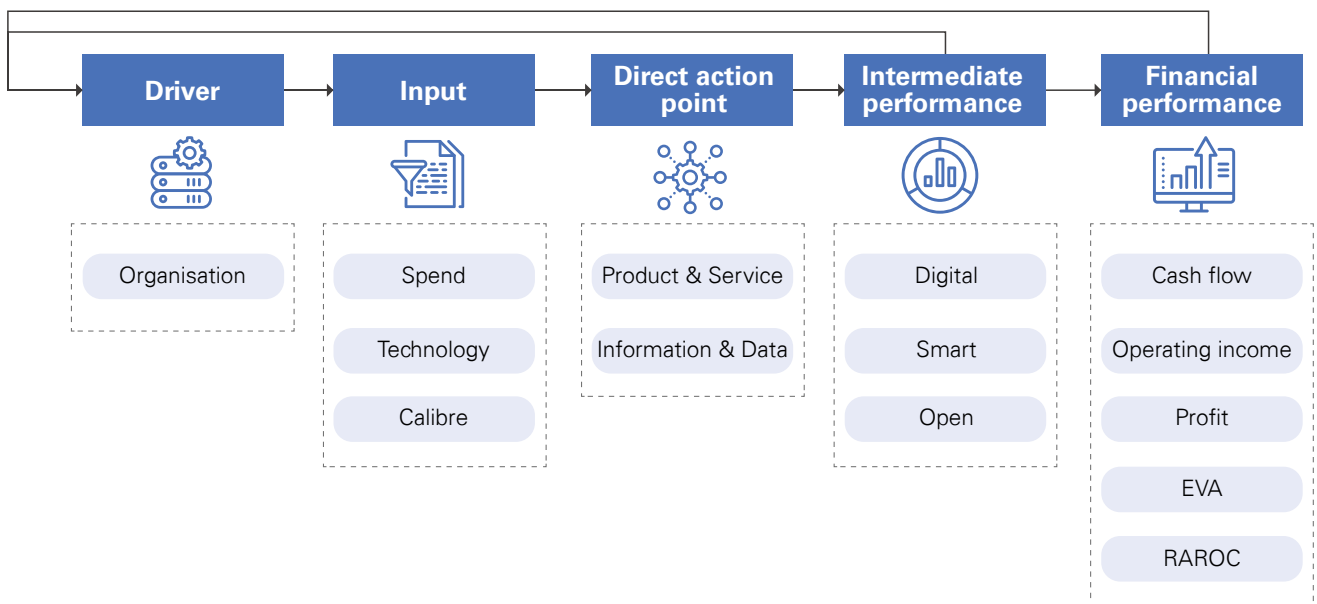 Driver
Input
Direct action
point
Intermediate
performance
Financial
performance
Organisation
Spend
Technology
Calibre
Product & Service
Information & Data
Digital
Smart
Open
Cash flow
Operating income
Profit
EVA
RAROC